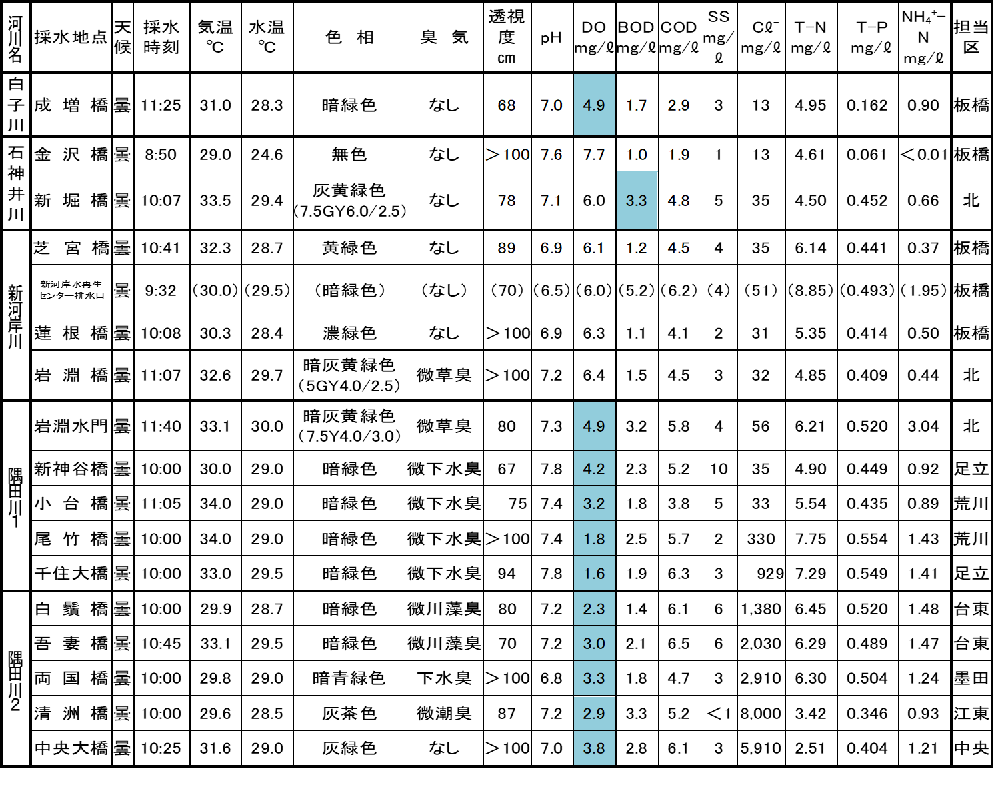 河川名 採水地点 天候 採水時刻 気温℃ 水温℃ 色相 臭気 透視度cm pH DO mg/ℓ BOD mg/ℓ COD mg/ℓ SS mg/ℓ Cℓ⁻ mg/ℓ T-N mg/ℓ T-P mg/ℓ NH₄⁺-N mg/ℓ 担当区
白子川 成増橋 曇 11:25 31.0 28.3 暗緑色 なし 68 7.0 4.9 1.7 2.9 3 13 4.95 0.162 0.90 板橋
石神井川 金沢橋 曇 8:50 29.0 24.6 無色 なし >100 7.6 7.7 1.0 1.9 1 13 4.61 0.061 <0.01 板橋
新堀橋 曇 10:07 33.5 29.4 灰黄緑色(7.5GY6.0/2.5) なし 78 7.1 6.0 3.3 4.8 5 35 4.50 0.452 0.66 北
新河岸川 芝宮橋 曇 10:41 32.3 28.7 黄緑色 なし 89 6.9 6.1 1.2 4.5 4 35 6.14 0.441 0.37 板橋
新河岸水再生センター排水口 曇 9:32 (30.0) (29.5) (暗緑色) (なし) (70) (6.5) (6.0) (5.2) (6.2) (4) (51) (8.85) (0.493) (1.95) 板橋
蓮根橋 曇 10:08 30.3 28.4 濃緑色 なし >100 6.9 6.3 1.1 4.1 2 31 5.35 0.414 0.50 板橋
岩淵橋 曇 11:07 32.6 29.7 暗灰黄緑色(5GY4.0/2.5) 微草臭 >100 7.2 6.4 1.5 4.5 3 32 4.85 0.409 0.44 北
隅田川1 岩淵水門 曇 11:40 33.1 30.0 暗灰黄緑色(7.5Y4.0/3.0) 微草臭 80 7.3 4.9 3.2 5.8 4 56 6.21 0.520 3.04 北
新神谷橋 曇 10:00 30.0 29.0 暗緑色 微下水臭 67 7.8 4.2 2.3 5.2 10 35 4.90 0.449 0.92 足立
小台橋 曇 11:05 34.0 29.0 暗緑色 微下水臭 75 7.4 3.2 1.8 3.8 5 33 5.54 0.435 0.89 荒川
尾竹橋 曇 10:00 34.0 29.0 暗緑色 微下水臭 >100 7.4 1.8 2.5 5.7 2 330 7.75 0.554 1.43 荒川
千住大橋 曇 10:00 33.0 29.5 暗緑色 微下水臭 94 7.8 1.6 1.9 6.3 3 929 7.29 0.549 1.41 足立
隅田川2 白鬚橋 曇 10:00 29.9 28.7 暗緑色 微川藻臭 80 7.2 2.3 1.4 6.1 6 1,380 6.45 0.520 1.48 台東
吾妻橋 曇 10:45 33.1 29.5 暗緑色 微川藻臭 70 7.2 3.0 2.1 6.5 6 2,030 6.29 0.489 1.47 台東
両国橋 曇 10:00 29.8 29.0 暗青緑色 下水臭 >100 6.8 3.3 1.8 4.7 3 2,910 6.30 0.504 1.24 墨田
清洲橋 曇 10:00 29.6 28.5 灰茶色 微潮臭 87 7.2 2.9 3.3 5.2 <1 8,000 3.42 0.346 0.93 江東
中央大橋 曇 10:25 31.6 29.0 灰緑色 なし >100 7.0 3.8 2.8 6.1 3 5,910 2.51 0.404 1.21 中央